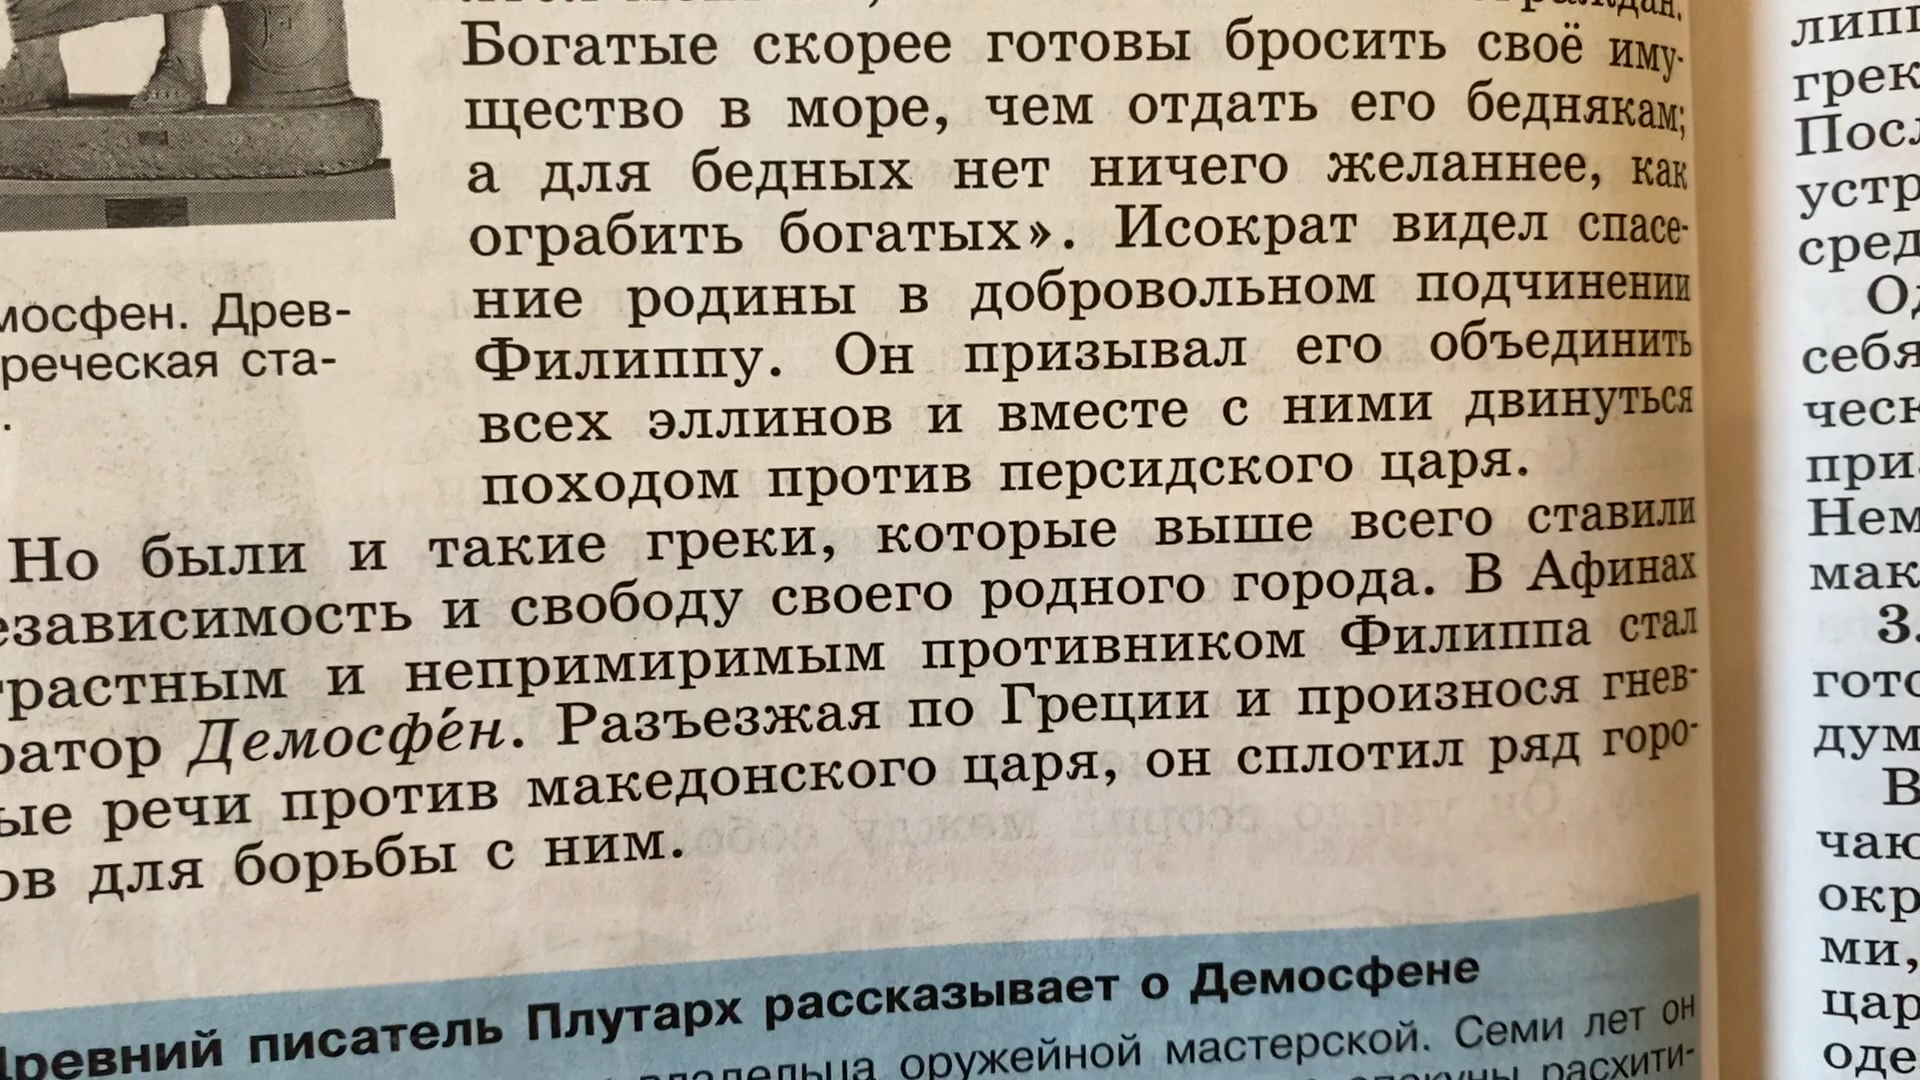 Богатые скорее готовы бросить своё иму-
щество в море, чем отдать его беднякам;
а для бедных нет ничего желаннее, как
ограбить богатых». Исократ видел спасе-
ние родины в добровольном подчинении
Филиппу. Он призывал его объединить
всех эллинов и вместе с ними двинуться
походом против персидского царя.
мосфен. Древ-
реческая ста-
Но были и такие греки, которые выше всего ставили
езависимость и свободу своего родного города. В Афинах
растным и непримиримым противником Филиппа стал
ратор Демосфе́н. Разъезжая по Греции и произнося гнев-
ые речи против македонского царя, он сплотил ряд горо-
ов для борьбы с ним.
Древний писатель Плутарх рассказывает о Демосфене
владельца оружейной мастерской. Семи лет он
опекуны расхити-
грек
Посл
устр
сред
Од
себя
ческ
при
Нем
мак
3.
гото
дум
В
чаю
окр
ми,
цар
оде